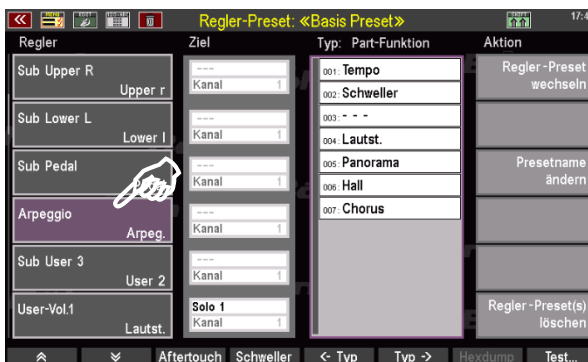 Regler-Preset: «Basis Preset»
17:4
Regler
Ziel
Typ: Part-Funktion
Aktion
Sub Upper R
Upper r
---
Kanal 1
001: Tempo
002: Schweller
003: - - -
004: Lautst.
005: Panorama
006: Hall
007: Chorus
Regler-Preset
wechseln
Sub Lower L
Lower l
---
Kanal 1
Sub Pedal
---
Kanal 1
Presetname
ändern
Arpeggio
Arpeg.
---
Kanal 1
Sub User 3
User 2
---
Kanal 1
User-Vol.1
Lautst.
Solo 1
Kanal 1
Regler-Preset(s)
löschen
Aftertouch
Schweller
<- Typ
Typ ->
Hexdump
Test...